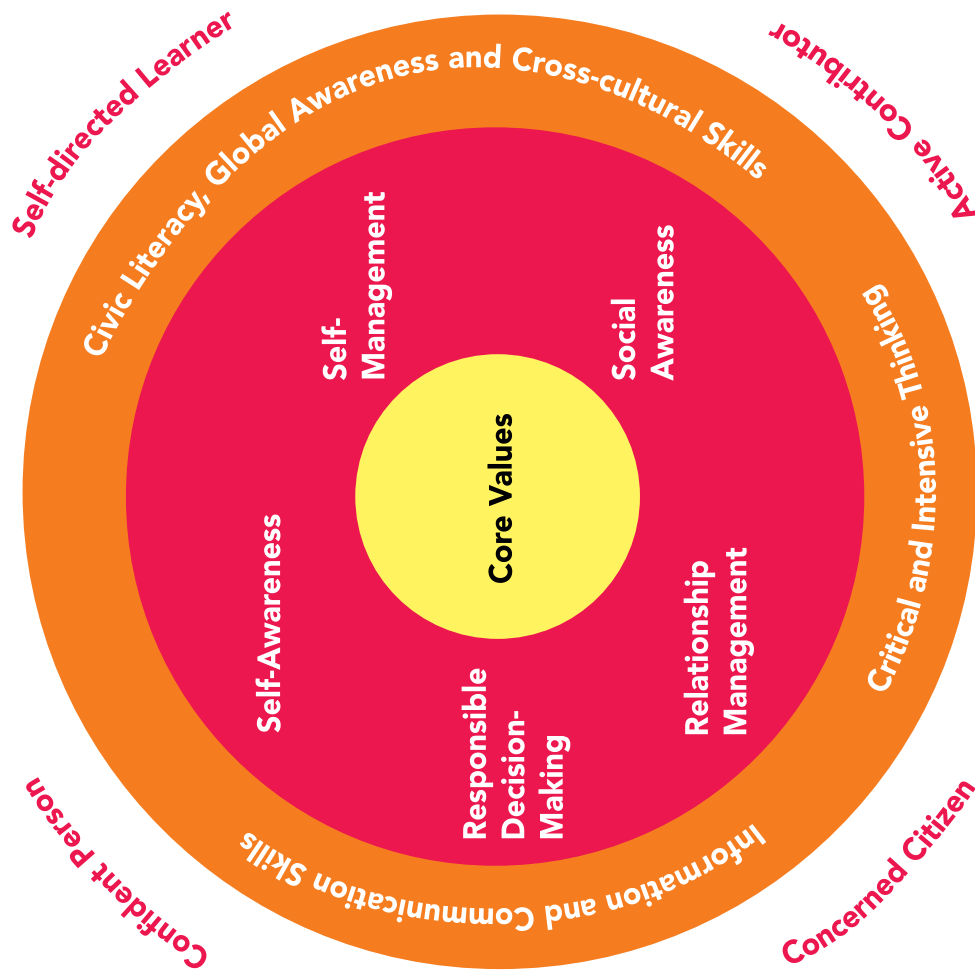 Self-directed Learner
Active Contributor
Civic Literacy, Global Awareness and Cross-cultural Skills
Critical and Intensive Thinking
Information and Communication Skills
Self-
Management
Social
Awareness
Core Values
Self-Awareness
Relationship
Management
Responsible
Decision-
Making
Confident Person
Concerned Citizen